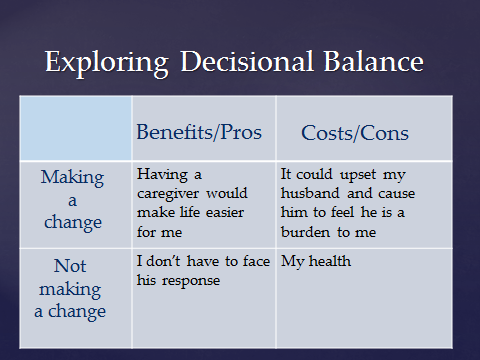 Exploring Decisional Balance
Benefits/Pros
Costs/Cons
Making
a
change
Having a
caregiver would
make life easier
for me
It could upset my
husband and cause
him to feel he is a
burden to me
Not
making
a change
I don't have to face
his response
My health